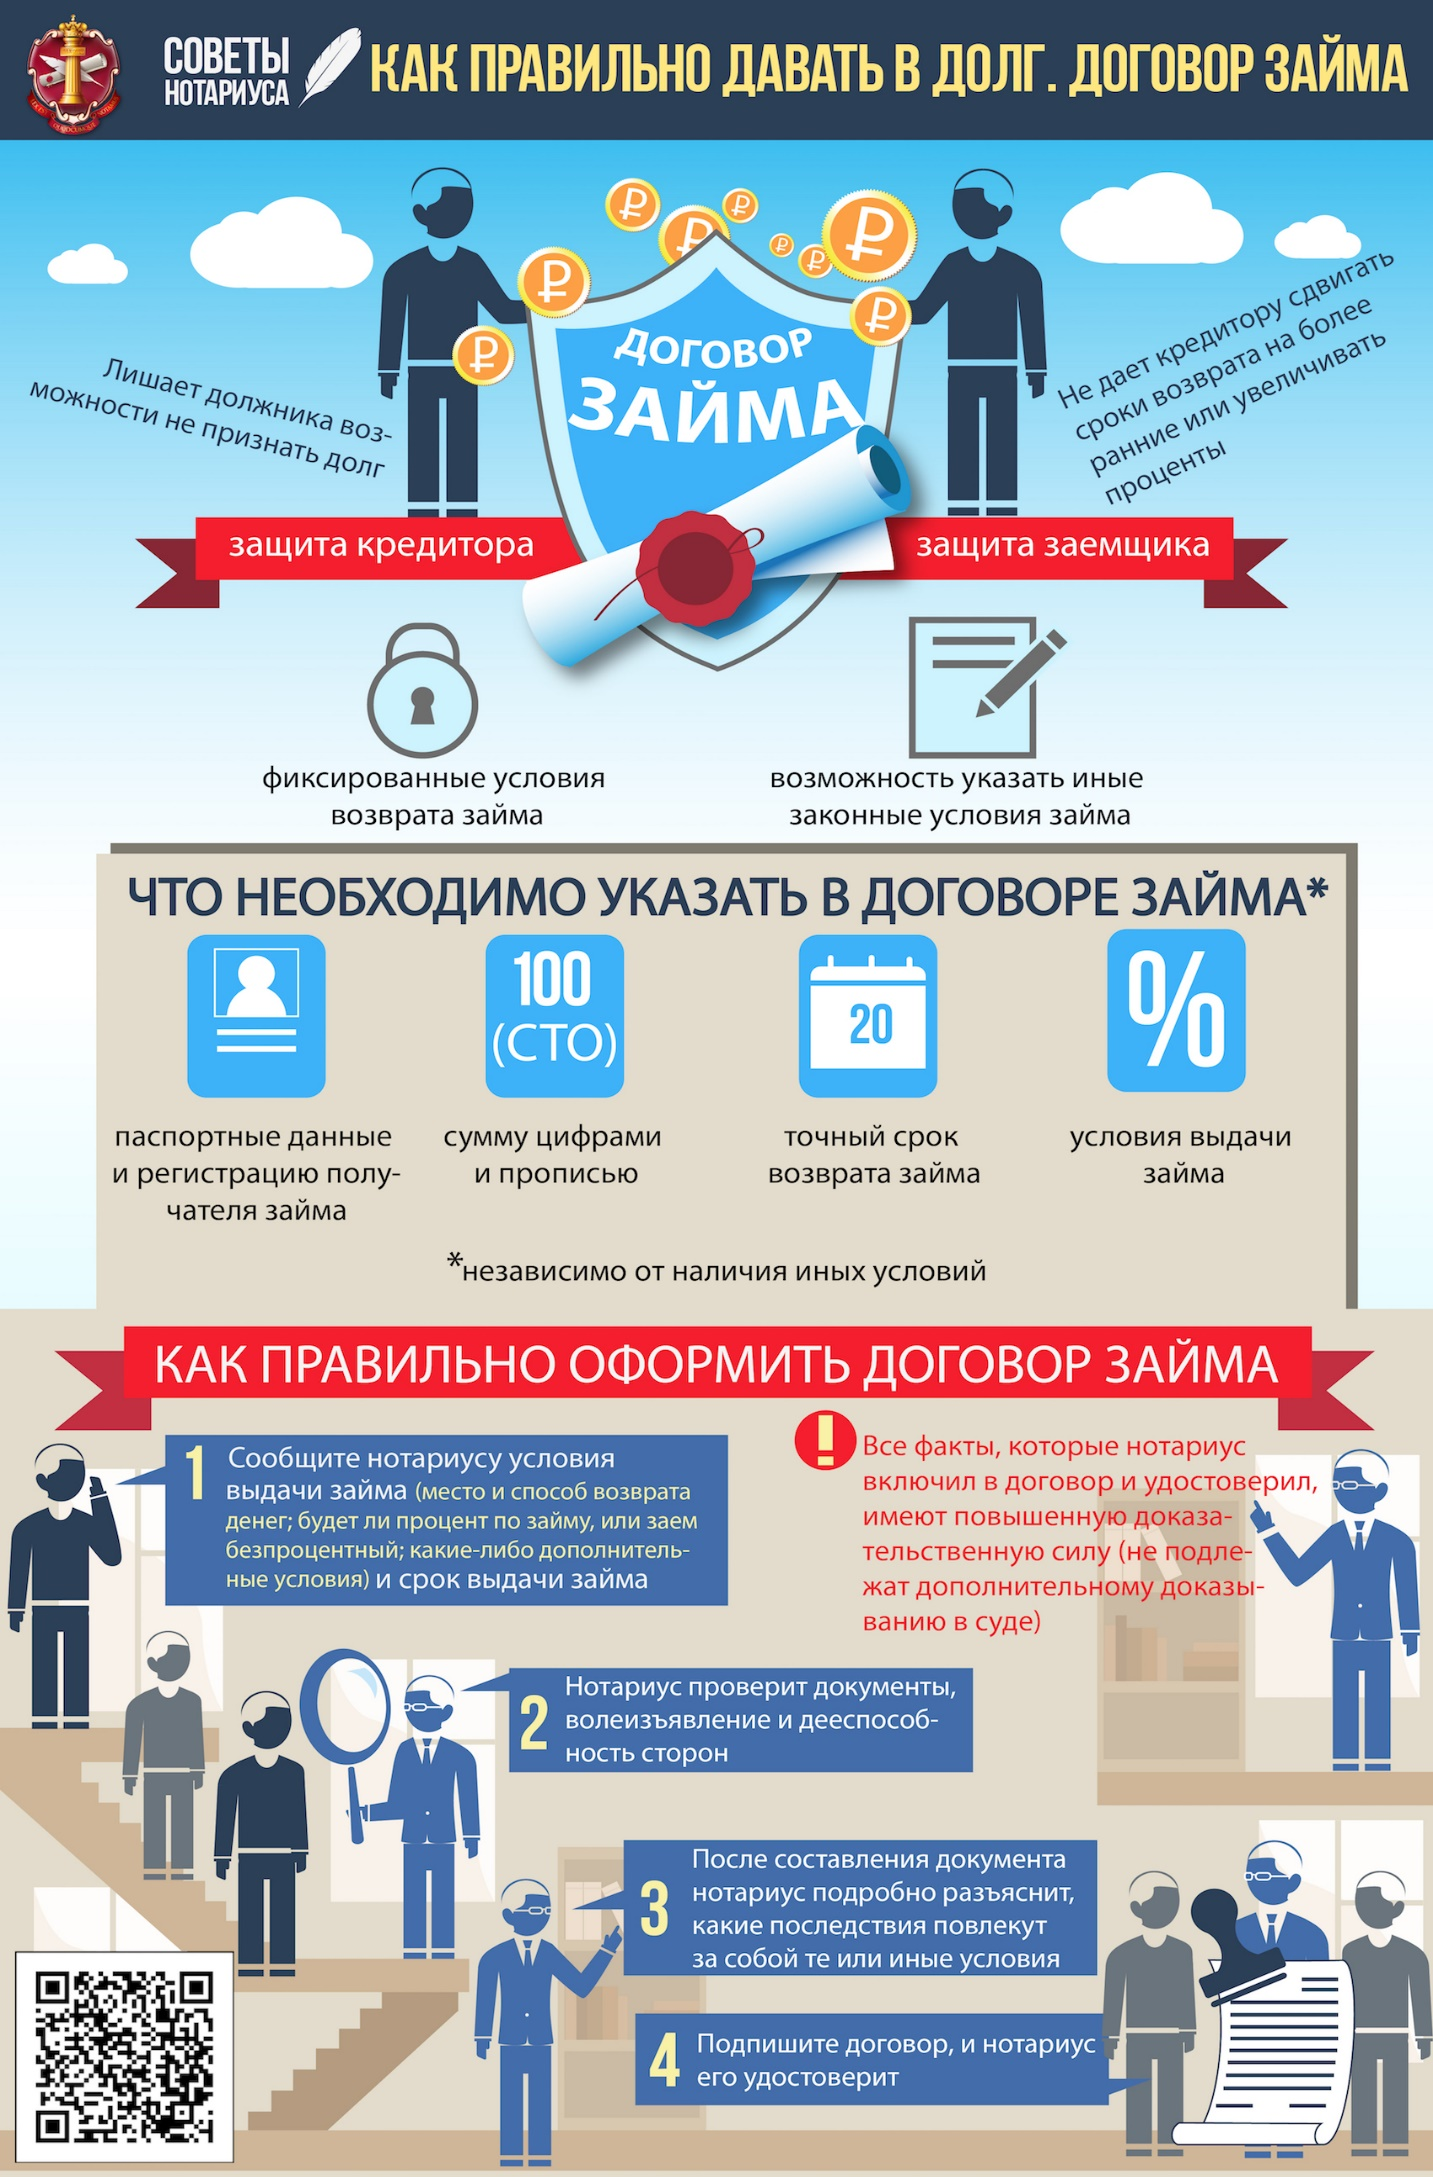 СОВЕТЫ
НОТАРИУСА
КАК ПРАВИЛЬНО ДАВАТЬ В ДОЛГ. ДОГОВОР ЗАЙМА
Лишает должника воз-
можности не признать долг
ДОГОВОР
ЗАЙМА
Не дает кредитору сдвигать
сроки возврата на более
ранние или увеличивать
проценты
защита кредитора
защита заемщика
фиксированные условия
возврата займа
возможность указать иные
законные условия займа
ЧТО НЕОБХОДИМО УКАЗАТЬ В ДОГОВОРЕ ЗАЙМА*
100
(СТО)
20
%
паспортные данные
и регистрацию полу-
чателя займа
сумму цифрами
и прописью
точный срок
возврата займа
условия выдачи
займа
*независимо от наличия иных условий
КАК ПРАВИЛЬНО ОФОРМИТЬ ДОГОВОР ЗАЙМА
1
Сообщите нотариусу условия
выдачи займа (место и способ возврата
денег; будет ли процент по займу, или заем
безпроцентный; какие-либо дополнитель-
ные условия) и срок выдачи займа
!
Все факты, которые нотариус
включил в договор и удостоверил,
имеют повышенную доказа-
тельственную силу (не подле-
жат дополнительному доказы-
ванию в суде)
2
Нотариус проверит документы,
волеизъявление и дееспособ-
ность сторон
3
После составления документа
нотариус подробно разъяснит,
какие последствия повлекут
за собой те или иные условия
4
Подпишите договор, и нотариус
его удостоверит